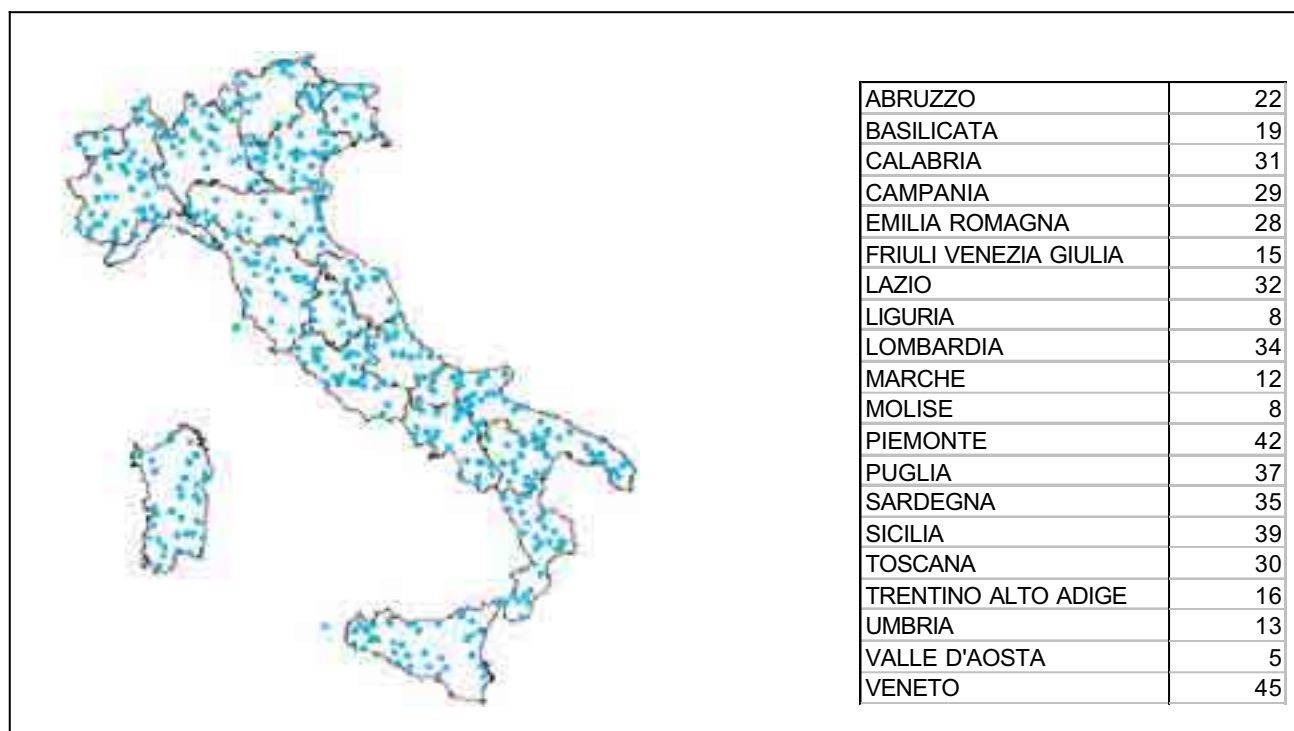 ABRUZZO 22
BASILICATA 19
CALABRIA 31
CAMPANIA 29
EMILIA ROMAGNA 28
FRIULI VENEZIA GIULIA 15
LAZIO 32
LIGURIA 8
LOMBARDIA 34
MARCHE 12
MOLISE 8
PIEMONTE 42
PUGLIA 37
SARDEGNA 35
SICILIA 39
TOSCANA 30
TRENTINO ALTO ADIGE 16
UMBRIA 13
VALLE D'AOSTA 5
VENETO 45